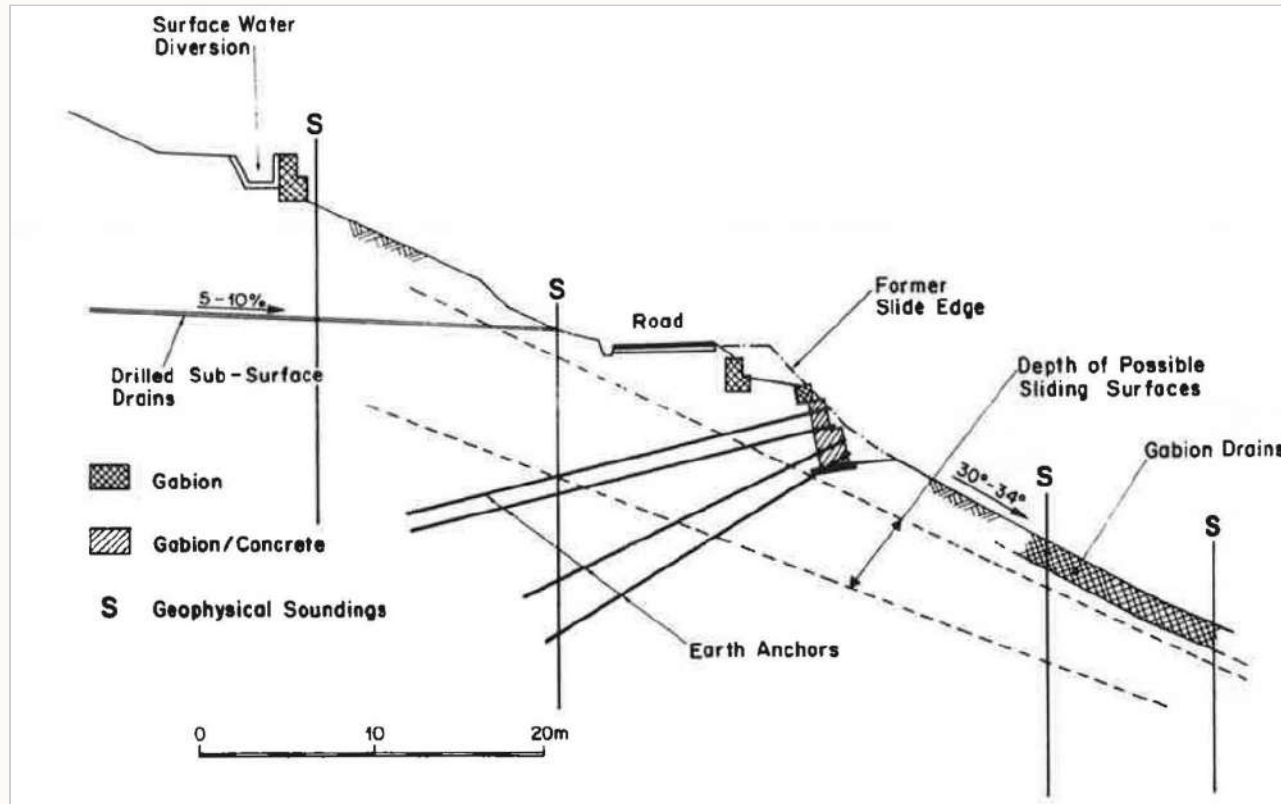 Surface Water
Diversion
S
5-10%
Drilled Sub-Surface
Drains
S
Road
Former
Slide Edge
Depth of Possible
Sliding Surfaces
Gabion Drains
30°-34°
S
S
Gabion
Gabion/Concrete
S Geophysical Soundings
Earth Anchors
0 10 20m